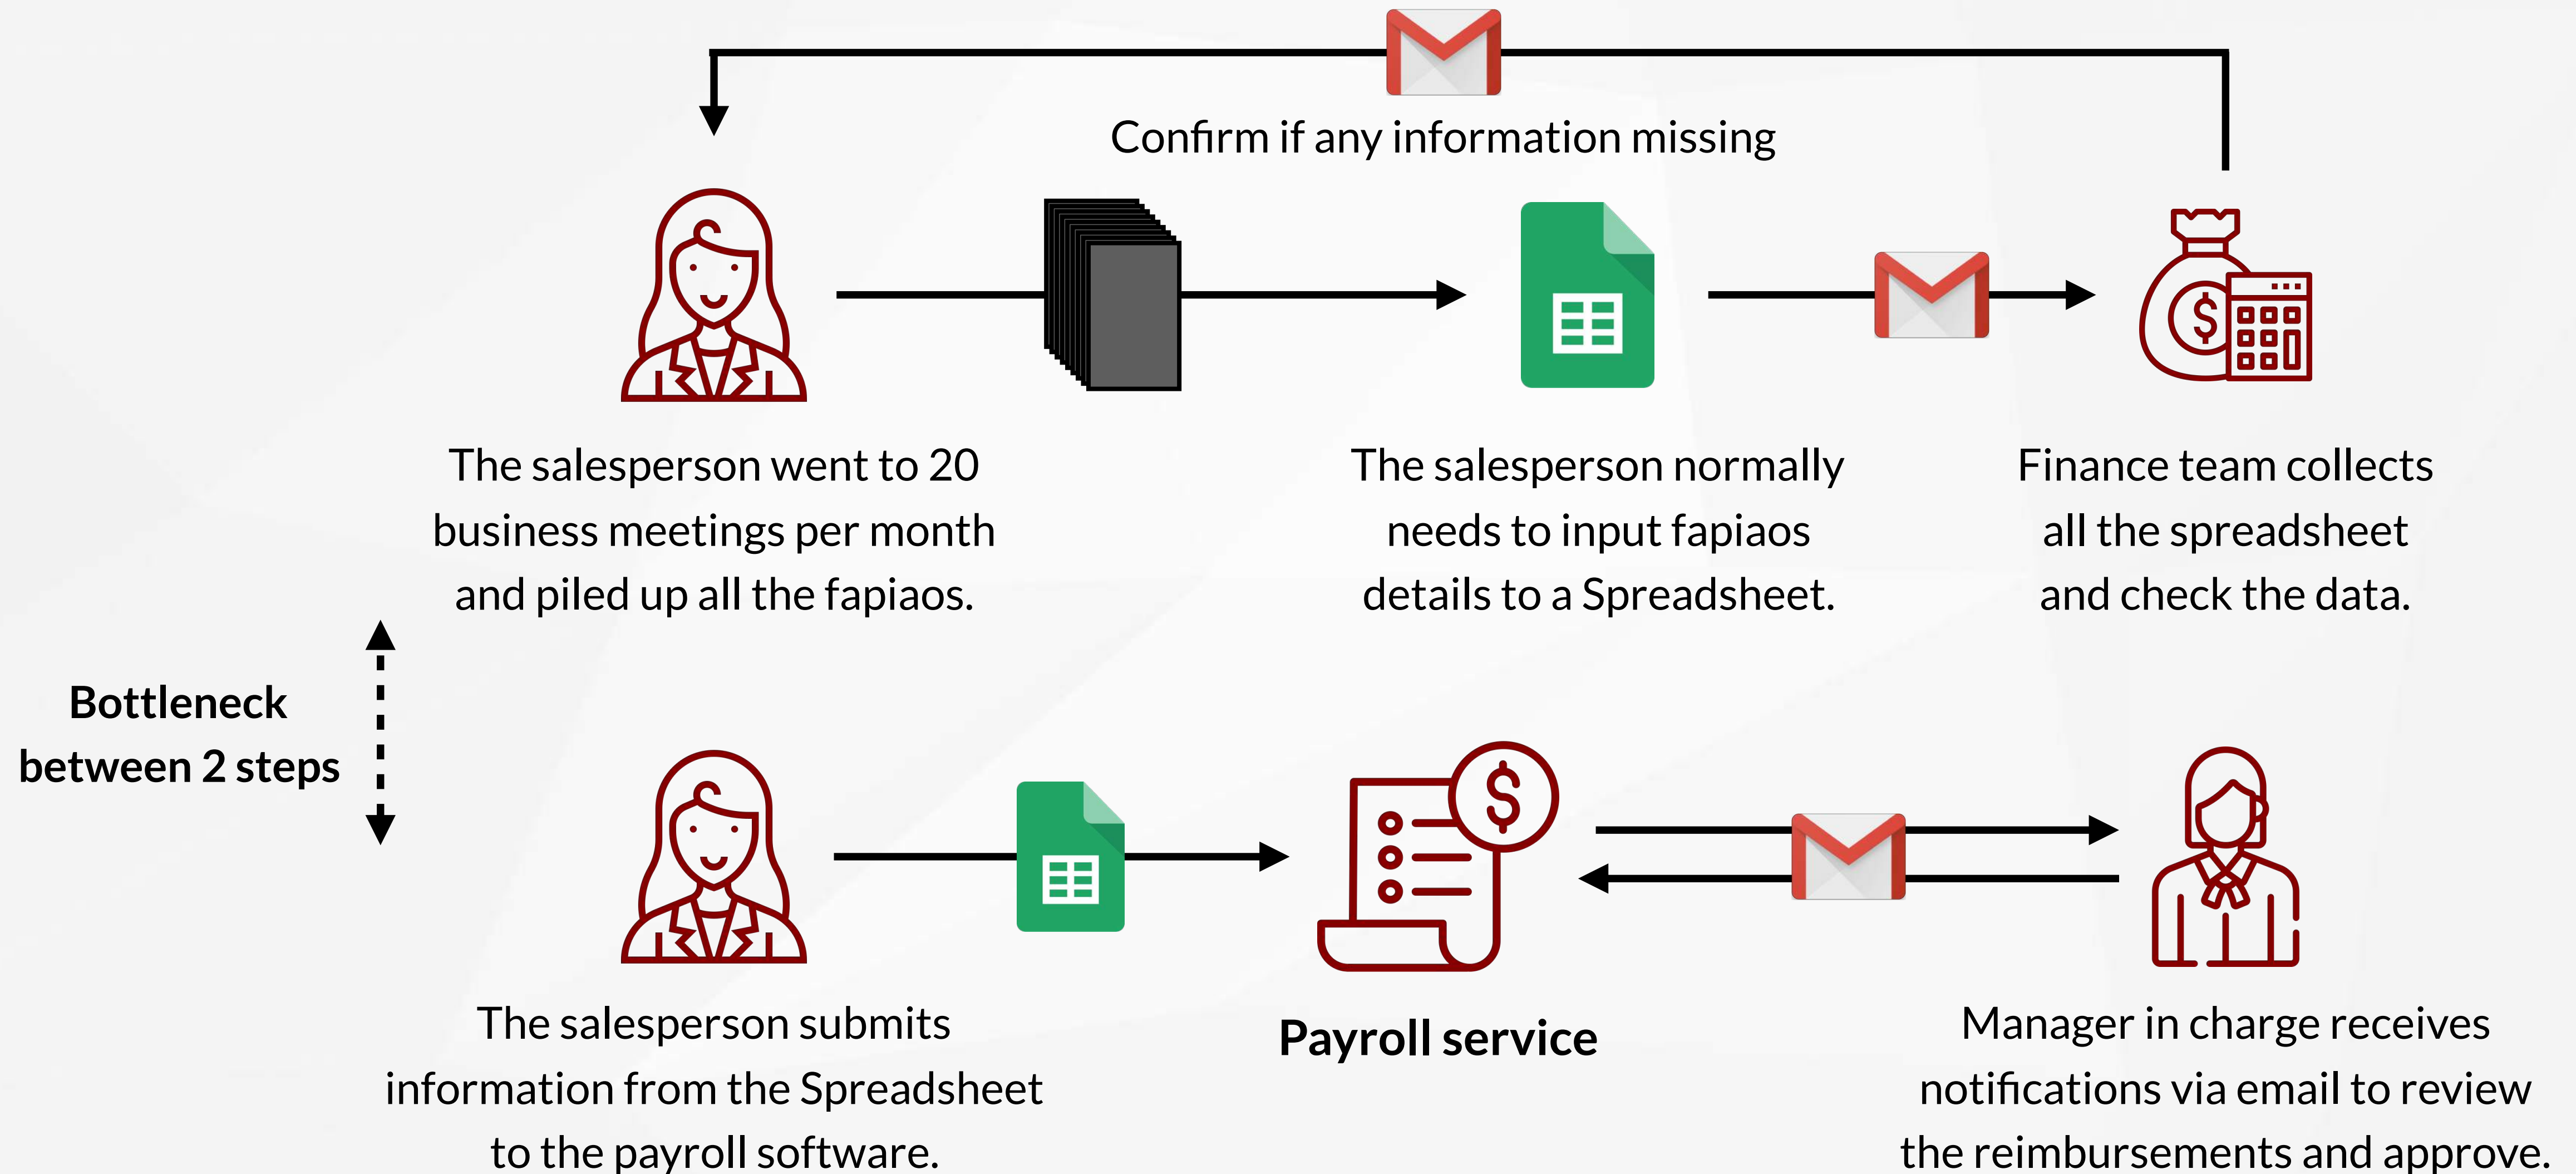 Confirm if any information missing
The salesperson went to 20
business meetings per month
and piled up all the fapiaos.
The salesperson normally
needs to input fapiaos
details to a Spreadsheet.
Finance team collects
all the spreadsheet
and check the data.
Bottleneck
between 2 steps
The salesperson submits
information from the Spreadsheet
to the payroll software.
Payroll service
Manager in charge receives
notifications via email to review
the reimbursements and approve.